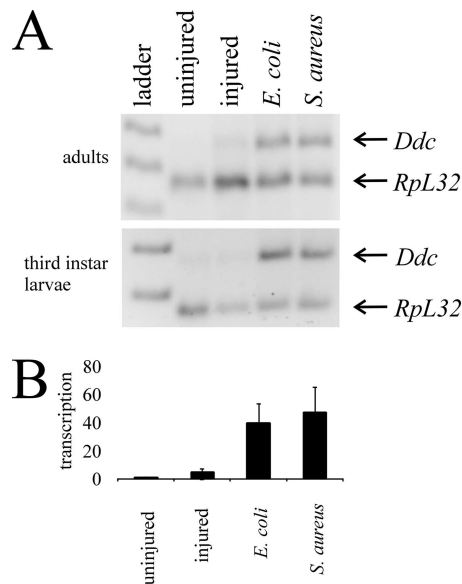 A
ladder
uninjured
injured
E. coli
S. aureus
adults
Ddc
RpL32
third instar
larvae
Ddc
RpL32
B
transcription
80
60
40
20
0
uninjured
injured
E. coli
S. aureus